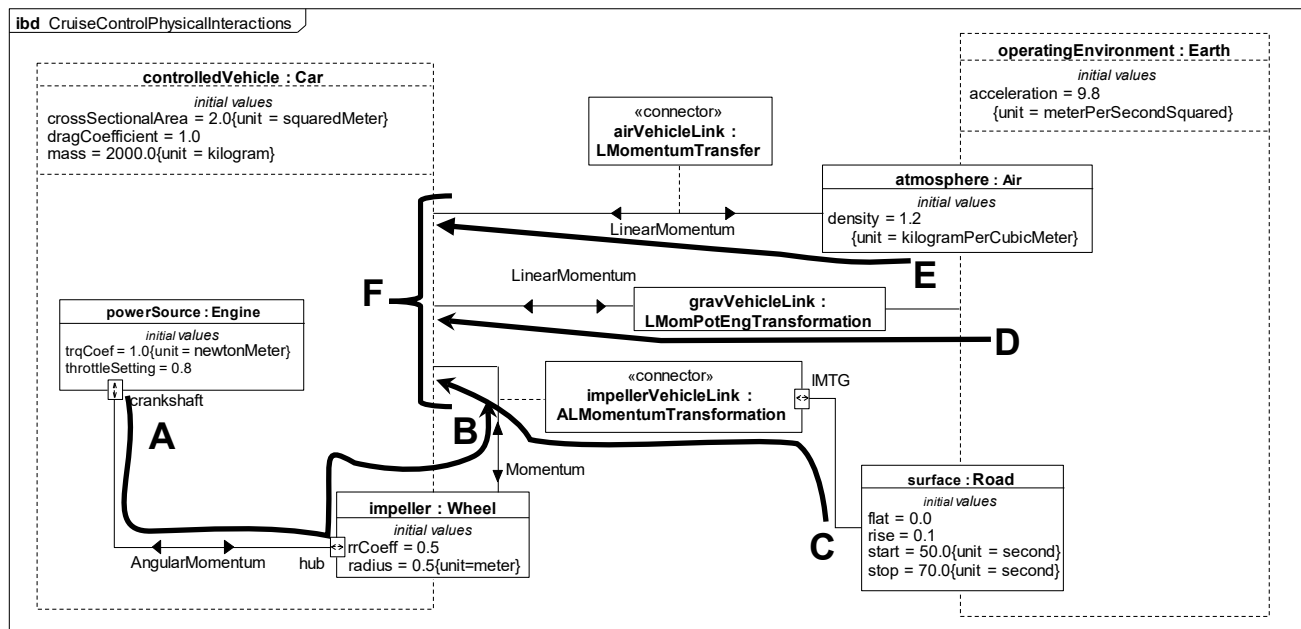 ibd CruiseControlPhysicalInteractions
controlledVehicle : Car
initial values
crossSectionalArea = 2.0{unit = squaredMeter}
dragCoefficient = 1.0
mass = 2000.0{unit = kilogram}
operatingEnvironment : Earth
initial values
acceleration = 9.8
{unit = meterPerSecondSquared}
«connector»
airVehicleLink :
LMomentumTransfer
atmosphere : Air
initial values
density = 1.2
{unit = kilogramPerCubicMeter}
LinearMomentum
E
LinearMomentum
F
gravVehicleLink :
LMomPotEngTransformation
D
powerSource : Engine
initial values
trqCoef = 1.0{unit = newtonMeter}
throttleSetting = 0.8
crankshaft
A
«connector»
impellerVehicleLink :
ALMomentumTransformation
IMTG
B
Momentum
surface : Road
initial values
flat = 0.0
rise = 0.1
start = 50.0{unit = second}
stop = 70.0{unit = second}
C
impeller : Wheel
initial values
rrCoeff = 0.5
radius = 0.5{unit=meter}
AngularMomentum
hub